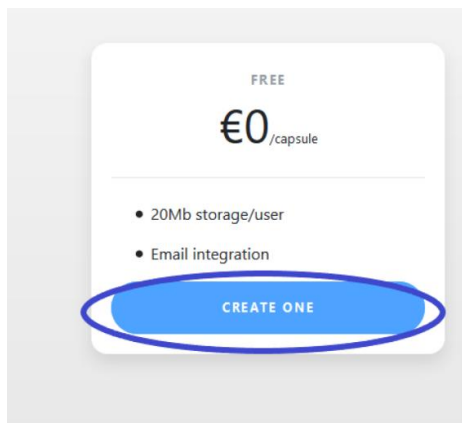 FREE
€0/capsule
20Mb storage/user
Email integration
CREATE ONE